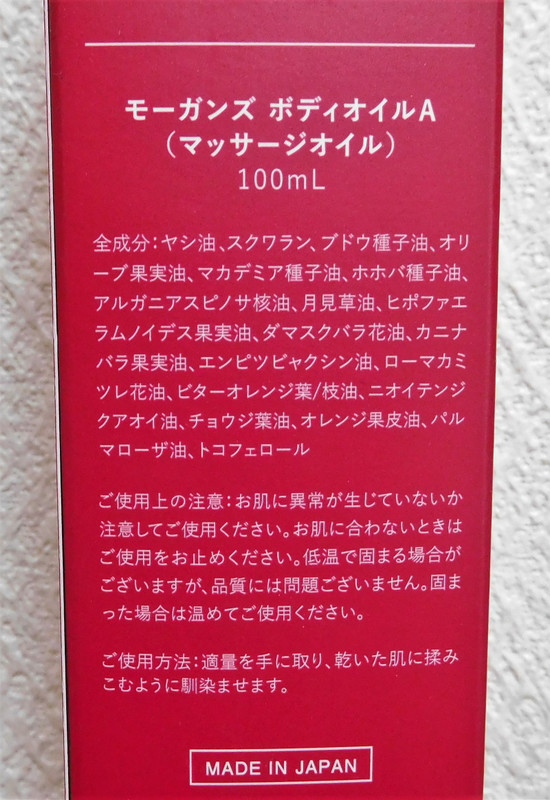 モーガンズ ボディオイルA
(マッサージオイル)
100mL
全成分:ヤシ油、スクワラン、ブドウ種子油、オリ
ーブ果実油、マカデミア種子油、ホホバ種子油、
アルガニアスピノサ核油、月見草油、ヒポファエ
ラムノイデス果実油、ダマスクバラ花油、カニナ
バラ果実油、エンピツビャクシン油、ローマカミ
ツレ花油、ビターオレンジ葉/枝油、ニオイテンジ
クアオイ油、チョウジ葉油、オレンジ果皮油、パル
マローザ油、トコフェロール
ご使用上の注意:お肌に異常が生じていないか
注意してご使用ください。お肌に合わないときは
ご使用をお止めください。低温で固まる場合が
ございますが、品質には問題ございません。固ま
った場合は温めてご使用ください。
ご使用方法:適量を手に取り、乾いた肌に揉み
こむように馴染ませます。
MADE IN JAPAN